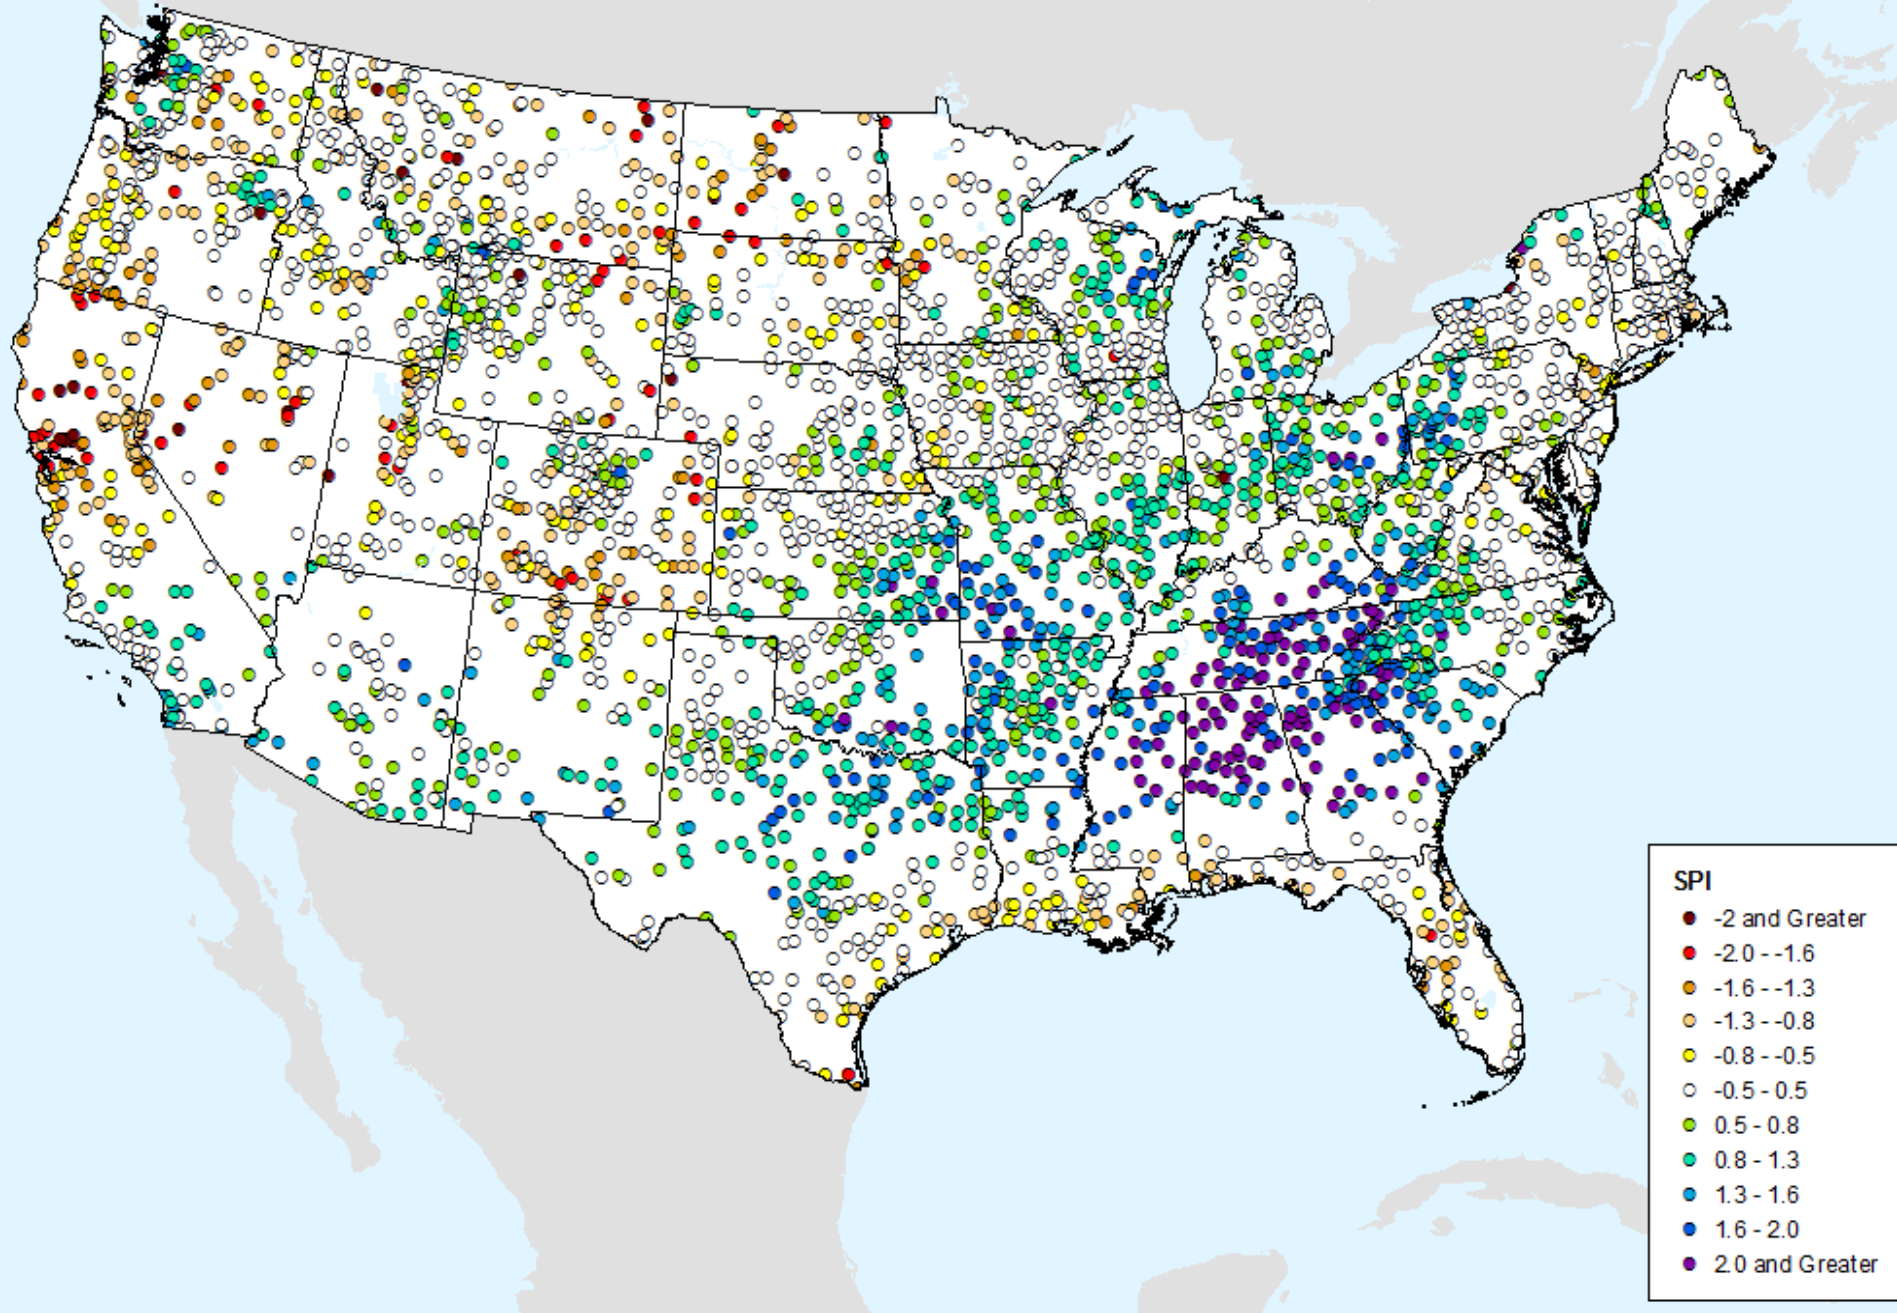 SPI
-2 and Greater
-2.0 - -1.6
-1.6 - -1.3
-1.3 - -0.8
-0.8 - -0.5
-0.5 - 0.5
0.5 - 0.8
0.8 - 1.3
1.3 - 1.6
1.6 - 2.0
2.0 and Greater